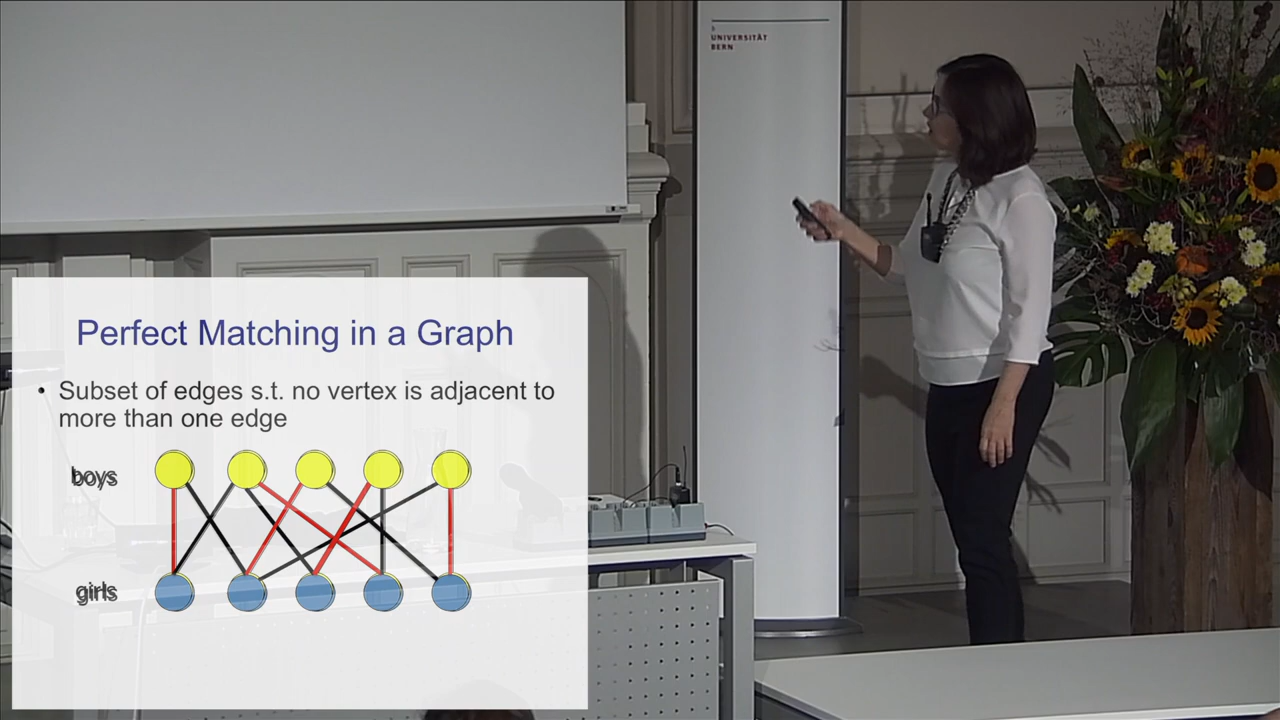 b
UNIVERSITÄT
BERN
Perfect Matching in a Graph
• Subset of edges s.t. no vertex is adjacent to
more than one edge
boys
girls